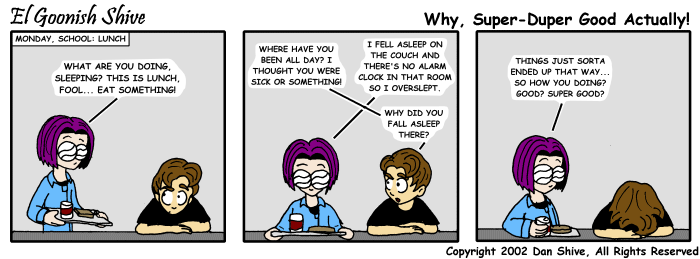 El Goonish Shive
Why, Super-Duper Good Actually!
MONDAY, SCHOOL: LUNCH
WHAT ARE YOU DOING,
SLEEPING? THIS IS LUNCH,
FOOL... EAT SOMETHING!
WHERE HAVE YOU
BEEN ALL DAY? I
THOUGHT YOU WERE
SICK OR SOMETHING!
I FELL ASLEEP ON
THE COUCH AND
THERE'S NO ALARM
CLOCK IN THAT ROOM
SO I OVERSLEPT.
WHY DID YOU
FALL ASLEEP
THERE?
THINGS JUST SORTA
ENDED UP THAT WAY...
SO HOW YOU DOING?
GOOD? SUPER GOOD?
Copyright 2002 Dan Shive, All Rights Reserved